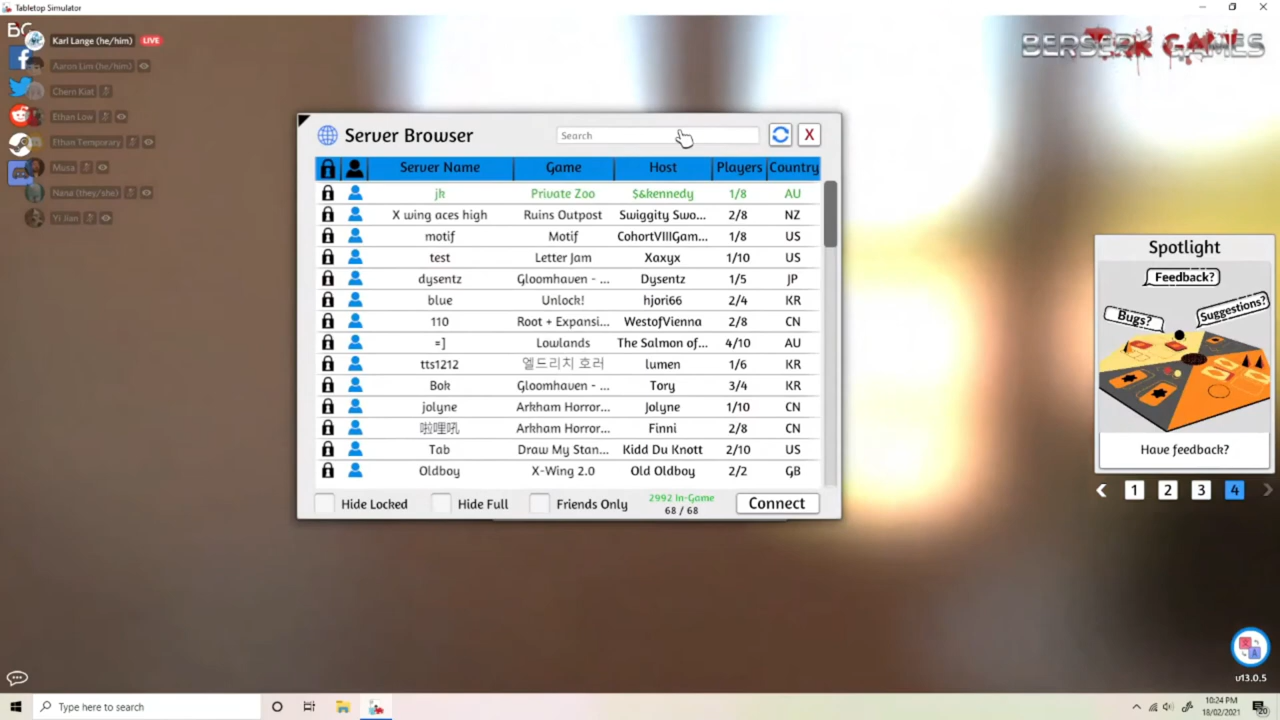 Tabletop Simulator
Karl Lange (he/him) LIVE
Aaron Lim (he/him)
Chern Kiat
Ethan Low
Ethan Temporary
Musa
Nana (they/she)
Yi Jian
BERSERK GAMES
Server Browser
Search
X
Server Name Game Host Players Country
jk Private Zoo $&kennedy 1/8 AU
X wing aces high Ruins Outpost Swiggity Swo... 2/8 NZ
motif Motif CohortVIIIGam... 1/8 US
test Letter Jam Xaxyx 1/10 US
dysentz Gloomhaven - ... Dysentz 1/5 JP
blue Unlock! hjori66 2/4 KR
110 Root + Expansi... WestofVienna 2/8 CN
=] Lowlands The Salmon of... 4/10 AU
tts1212 엘드리치 호러 lumen 1/6 KR
Bok Gloomhaven - ... Tory 3/4 KR
jolyne Arkham Horror... Jolyne 1/10 CN
啦哩吼 Arkham Horror... Finni 2/8 CN
Tab Draw My Stan... Kidd Du Knott 2/10 US
Oldboy X-Wing 2.0 Old Oldboy 2/2 GB
Hide Locked Hide Full Friends Only 2992 In-Game
68 / 68
Connect
Spotlight
Feedback?
Bugs? Suggestions?
Have feedback?
1 2 3 4
v13.0.5
Type here to search
10:24 PM
18/02/2021
20